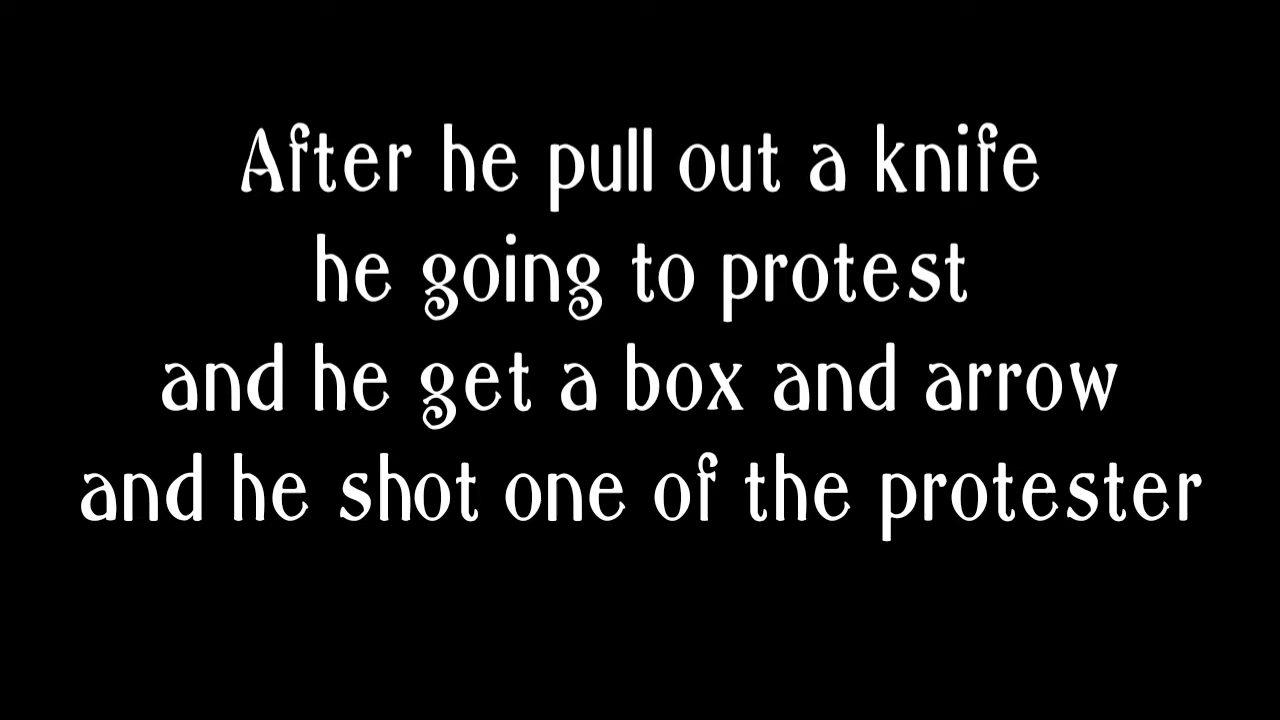 After he pull out a knife
he going to protest
and he get a box and arrow
and he shot one of the protester